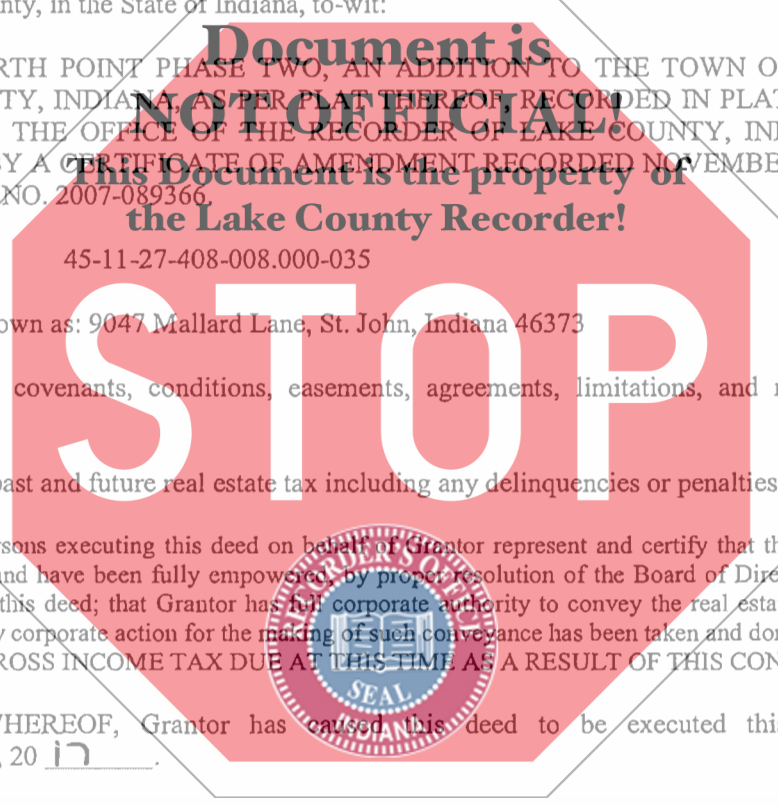 nty, in the State of Indiana, to-wit:
Document is
RTH POINT PHASE TWO, AN ADDITION TO THE TOWN O
NOT OFFICIAL!
TY, INDIANA, AS PER PLAT THEREOF, RECORDED IN PLAT
THE OFFICE OF THE RECORDER OF LAKE COUNTY, IN
Y A CERTIFICATE OF AMENDMENT RECORDED NOVEMBE
This Document is the property of
NO. 2007-089366.
the Lake County Recorder!
45-11-27-408-008.000-035
STOP
own as: 9047 Mallard Lane, St. John, Indiana 46373
covenants, conditions, easements, agreements, limitations, and
past and future real estate tax including any delinquencies or penalties
rsons executing this deed on behalf of Grantor represent and certify that th
nd have been fully empowered, by proper resolution of the Board of Dire
this deed; that Grantor has full corporate authority to convey the real esta
y corporate action for the making of such conveyance has been taken and do
ROSS INCOME TAX DUE AT THIS TIME AS A RESULT OF THIS CON
RECORDER'S OFFICE
SEAL
INDIANA
WHEREOF, Grantor has caused this deed to be executed this
, 20 17.